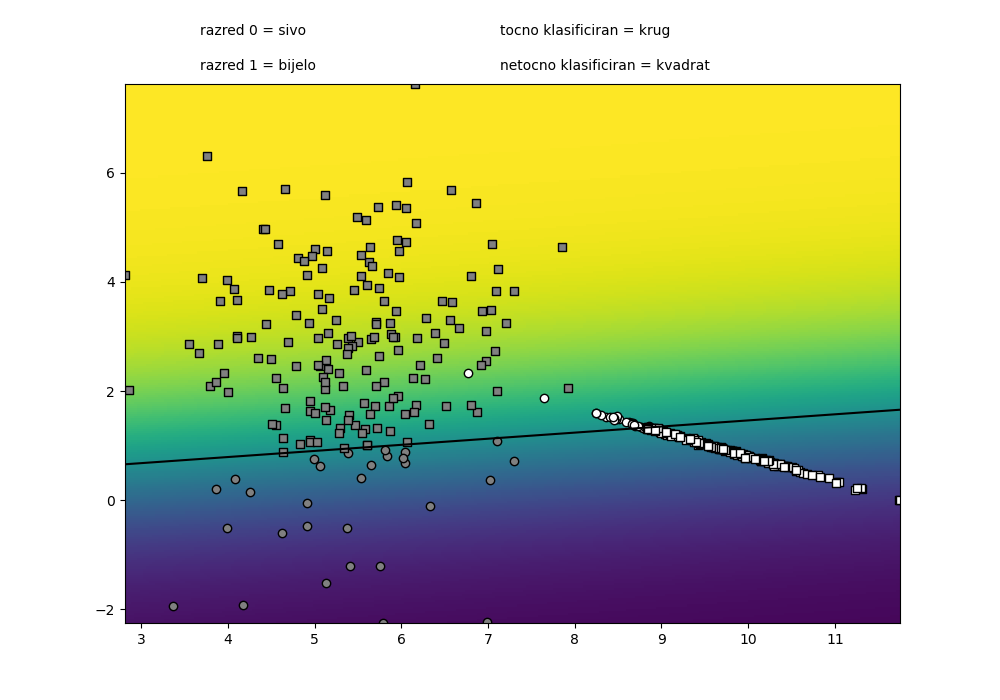 razred 0 = sivo
tocno klasificiran = krug
razred 1 = bijelo
netocno klasificiran = kvadrat
6
4
2
0
−2
3 4 5 6 7 8 9 10 11